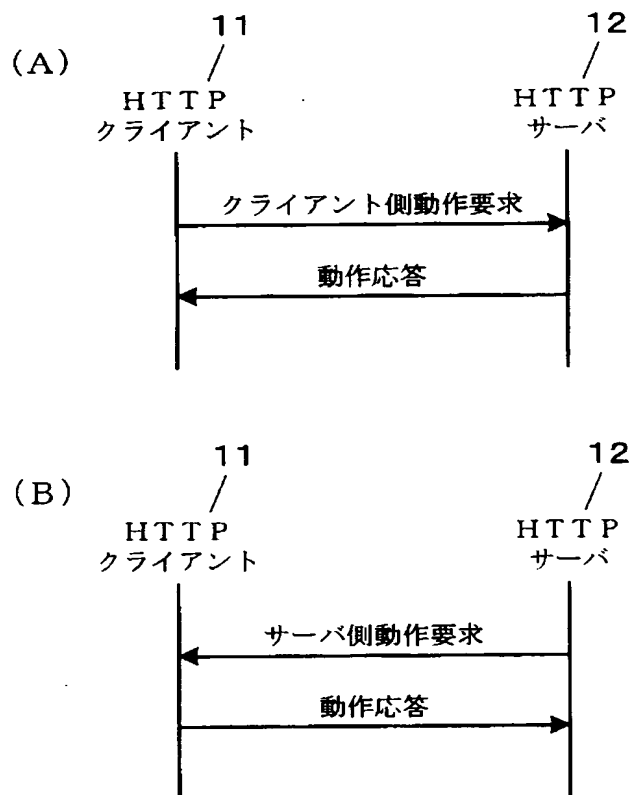 (A)
11
12
HTTP
クライアント
HTTP
サーバ
クライアント側動作要求
動作応答
(B)
11
12
HTTP
クライアント
HTTP
サーバ
サーバ側動作要求
動作応答